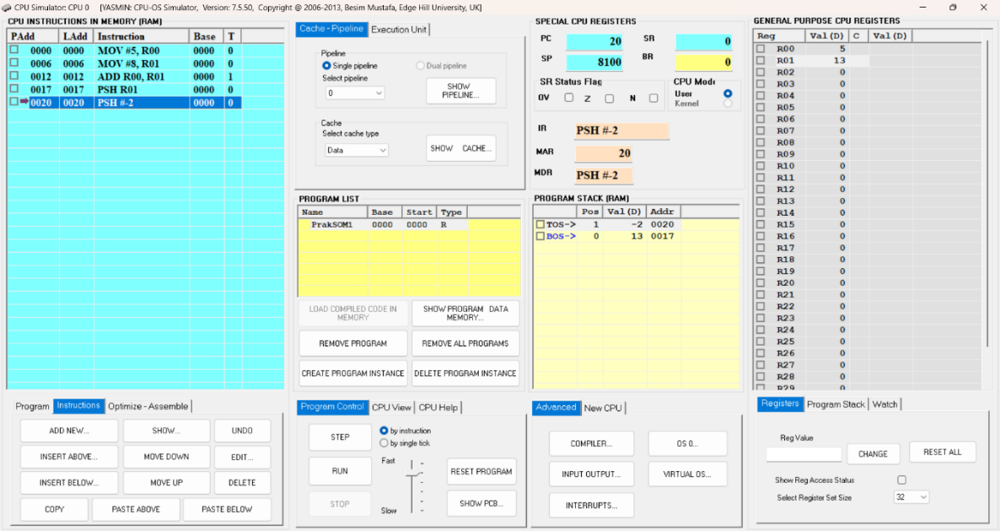 CPU Simulator: CPU 0 [YASMIN: CPU-OS Simulator, Version: 7.5.50, Copyright @ 2006-2013, Besim Mustafa, Edge Hill University, UK]
CPU INSTRUCTIONS IN MEMORY (RAM)
PAdd LAdd Instruction Base T
0000 0000 MOV #5, R00 0000 0
0006 0006 MOV #8, R01 0000 0
0012 0012 ADD R00, R01 0000 1
0017 0017 PSH R01 0000 0
0020 0020 PSH #-2 0000 0
Program Instructions Optimize - Assemble
ADD NEW... SHOW... UNDO
INSERT ABOVE... MOVE DOWN EDIT...
INSERT BELOW... MOVE UP DELETE
COPY PASTE ABOVE PASTE BELOW
Cache - Pipeline Execution Unit
Pipeline
Single pipeline Dual pipeline
Select pipeline
0
SHOW
PIPELINE...
Cache
Select cache type
Data
SHOW CACHE...
PROGRAM LIST
Name Base Start Type
PrakSOM1 0000 0000 R
LOAD COMPILED CODE IN
MEMORY
SHOW PROGRAM DATA
MEMORY...
REMOVE PROGRAM REMOVE ALL PROGRAMS
CREATE PROGRAM INSTANCE DELETE PROGRAM INSTANCE
Program Control CPU View CPU Help
STEP
by instruction
by single tick
RUN
Fast
RESET PROGRAM
STOP
Slow
SHOW PCB...
SPECIAL CPU REGISTERS
PC 20 SR 0
SP 8100 BR 0
SR Status Flag
OV Z N
CPU Mode
User
Kernel
IR PSH #-2
MAR 20
MDR PSH #-2
PROGRAM STACK (RAM)
Pos Val (D) Addr
TOS-> 1 -2 0020
BOS-> 0 13 0017
Advanced New CPU
COMPILER... OS 0...
INPUT OUTPUT... VIRTUAL OS...
INTERRUPTS...
GENERAL PURPOSE CPU REGISTERS
Reg Val (D) C Val (D)
R00 5
R01 13
R02 0
R03 0
R04 0
R05 0
R06 0
R07 0
R08 0
R09 0
R10 0
R11 0
R12 0
R13 0
R14 0
R15 0
R16 0
R17 0
R18 0
R19 0
R20 0
R21 0
R22 0
R23 0
R24 0
R25 0
R26 0
R27 0
R28 0
R29 0
Registers Program Stack Watch
Reg Value
CHANGE RESET ALL
Show Reg Access Status
Select Register Set Size 32